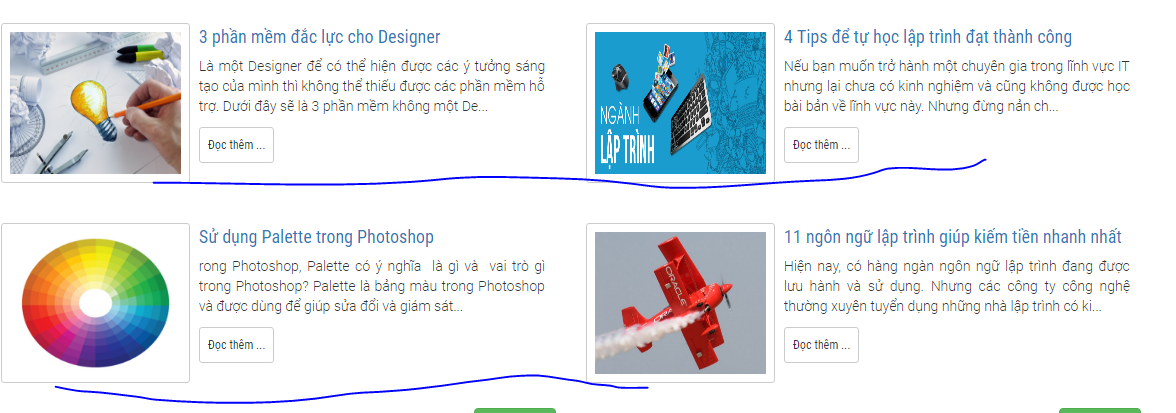 3 phần mềm đắc lực cho Designer
Là một Designer để có thể hiện được các ý tưởng sáng
tạo của mình thì không thể thiếu được các phần mềm hỗ
trợ. Dưới đây sẽ là 3 phần mềm không một De...
Đọc thêm ...
NGÀNH
LẬP TRÌNH
4 Tips để tự học lập trình đạt thành công
Nếu bạn muốn trở hành một chuyên gia trong lĩnh vực IT
nhưng lại chưa có kinh nghiệm và cũng không được học
bài bản về lĩnh vực này. Nhưng đừng nản ch...
Đọc thêm ...
Sử dụng Palette trong Photoshop
rong Photoshop, Palette có ý nghĩa là gì và vai trò gì
trong Photoshop? Palette là bảng màu trong Photoshop
và được dùng để giúp sửa đổi và giám sát...
Đọc thêm ...
ORACLE
11 ngôn ngữ lập trình giúp kiếm tiền nhanh nhất
Hiện nay, có hàng ngàn ngôn ngữ lập trình đang được
lưu hành và sử dụng. Nhưng các công ty công nghệ
thường xuyên tuyển dụng những nhà lập trình có ki...
Đọc thêm ...